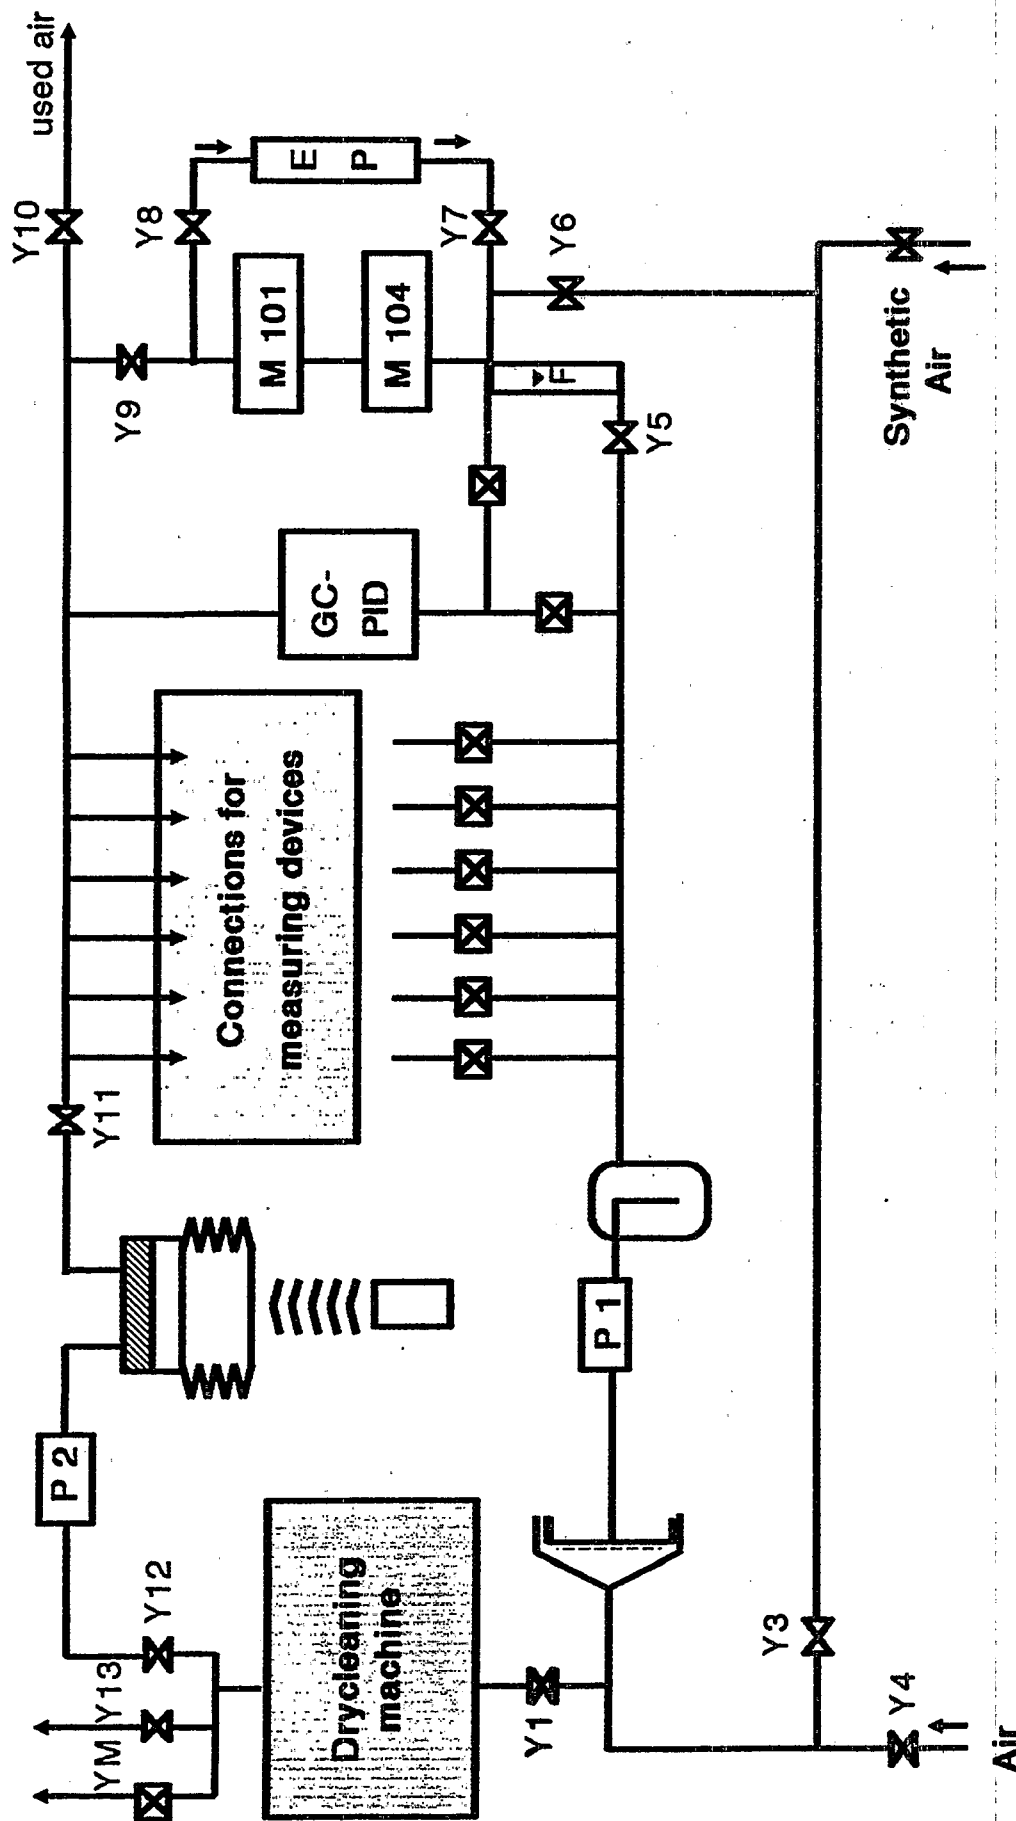 used air
Y10
Y8
E P
Y7
Y6
Y9
M 101
M 104
F
Y5
Synthetic
Air
GC-
PID
Connections for
measuring devices
Y11
P 1
P 2
Y12
Y13
YM
Drycleaning
machine
Y1
Y3
Y4
Air